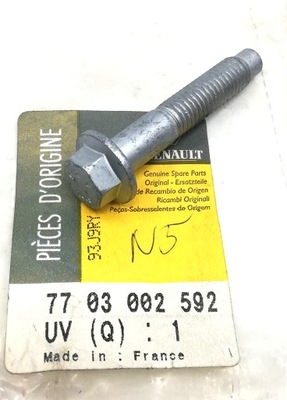 PIÈCES D'ORIGINE
ENAULT
Genuine Spare Parts
Original - Ersatzteile
de Recambio de Origen
Ricambi Originali
Peças-Sobresselentes de Origem
93J9RY
N5
77 03 002 592
UV (Q) : 1
Made in : France